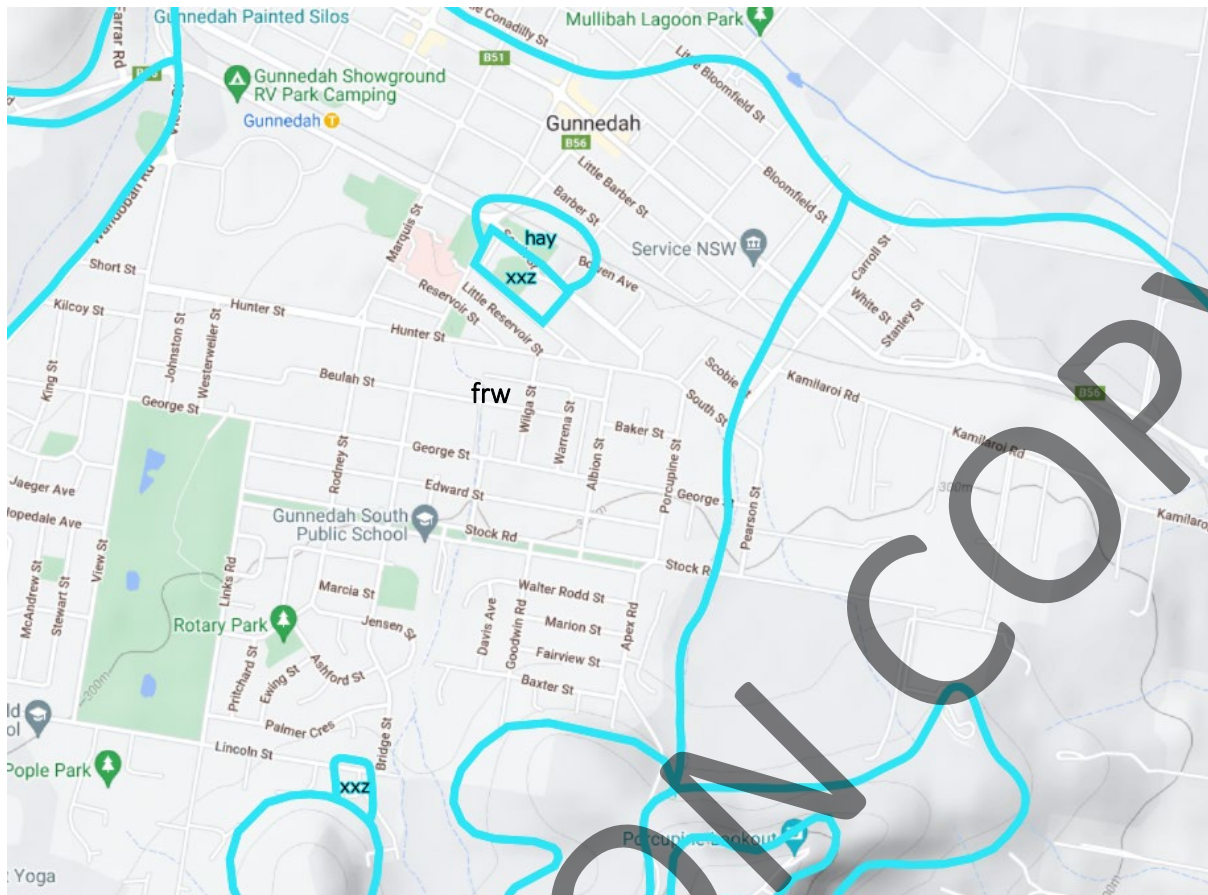 Gunnedah Painted Silos
Farrar Rd
le Conadilly St
Mullibah Lagoon Park
B51
Little Bloomfield St
Gunnedah Showground
RV Park Camping
Gunnedah
View St
Gunnedah
B56
Little Barber St
Bloomfield St
Barber St
Wandobah Rd
Marquis St
hay
Service NSW
Carroll St
xxz
Bowen Ave
Short St
Reservoir St
Little Reservoir St
White St
Stanley St
Kilcoy St
Hunter St
Hunter St
Johnston St
Westerweller St
King St
Beulah St
frw
Wilga St
Scobie St
Kamilaroi Rd
B56
South St
George St
Warrena St
Baker St
Kamilaroi Rd
George St
Albion St
Porcupine St
Rodney St
Jaeger Ave
Edward St
George St
300m
Kamilaroi
Hopedale Ave
Gunnedah South
Public School
Stock Rd
Pearson St
View St
Stock R
McAndrew St
Stewart St
Links Rd
Marcia St
Walter Rodd St
Rotary Park
Jensen St
Davis Ave
Goodwin Rd
Marion St
Apex Rd
Fairview St
Pritchard St
Ewing St
Ashford St
300m
Baxter St
ld
ol
Palmer Cres
Bridge St
Lincoln St
Pople Park
xxz
Porcupine Lookout
t Yoga
ON COPY